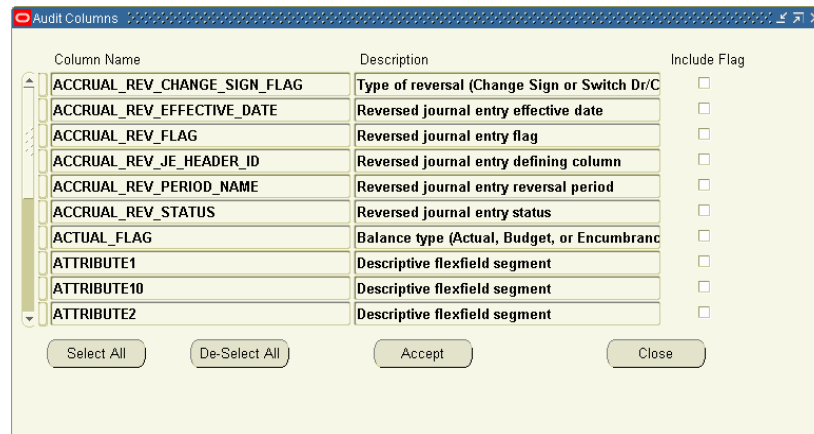 Audit Columns
Column Name Description Include Flag
ACCRUAL_REV_CHANGE_SIGN_FLAG Type of reversal (Change Sign or Switch Dr/C
ACCRUAL_REV_EFFECTIVE_DATE Reversed journal entry effective date
ACCRUAL_REV_FLAG Reversed journal entry flag
ACCRUAL_REV_JE_HEADER_ID Reversed journal entry defining column
ACCRUAL_REV_PERIOD_NAME Reversed journal entry reversal period
ACCRUAL_REV_STATUS Reversed journal entry status
ACTUAL_FLAG Balance type (Actual, Budget, or Encumbranc
ATTRIBUTE1 Descriptive flexfield segment
ATTRIBUTE10 Descriptive flexfield segment
ATTRIBUTE2 Descriptive flexfield segment
Select All De-Select All Accept Close